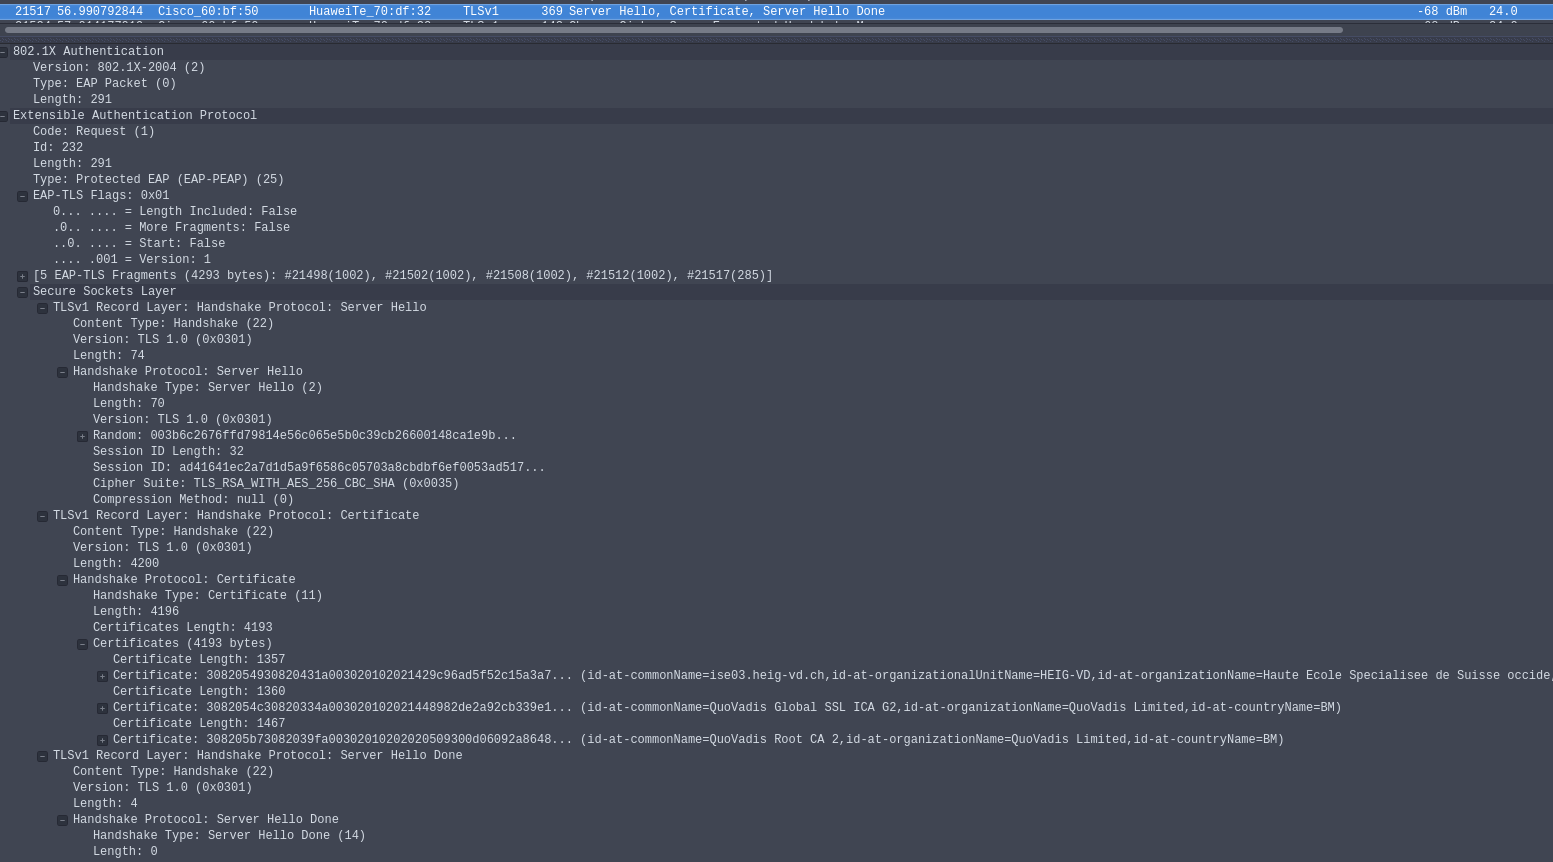 21517 56.990792844 Cisco_60:bf:50 HuaweiTe_70:df:32 TLSv1 369 Server Hello, Certificate, Server Hello Done -68 dBm 24.0
802.1X Authentication
Version: 802.1X-2004 (2)
Type: EAP Packet (0)
Length: 291
Extensible Authentication Protocol
Code: Request (1)
Id: 232
Length: 291
Type: Protected EAP (EAP-PEAP) (25)
EAP-TLS Flags: 0x01
0... .... = Length Included: False
.0.. .... = More Fragments: False
..0. .... = Start: False
.... .001 = Version: 1
[5 EAP-TLS Fragments (4293 bytes): #21498(1002), #21502(1002), #21508(1002), #21512(1002), #21517(285)]
Secure Sockets Layer
TLSv1 Record Layer: Handshake Protocol: Server Hello
Content Type: Handshake (22)
Version: TLS 1.0 (0x0301)
Length: 74
Handshake Protocol: Server Hello
Handshake Type: Server Hello (2)
Length: 70
Version: TLS 1.0 (0x0301)
Random: 003b6c2676ffd79814e56c065e5b0c39cb26600148ca1e9b...
Session ID Length: 32
Session ID: ad41641ec2a7d1d5a9f6586c05703a8cbdbf6ef0053ad517...
Cipher Suite: TLS_RSA_WITH_AES_256_CBC_SHA (0x0035)
Compression Method: null (0)
TLSv1 Record Layer: Handshake Protocol: Certificate
Content Type: Handshake (22)
Version: TLS 1.0 (0x0301)
Length: 4200
Handshake Protocol: Certificate
Handshake Type: Certificate (11)
Length: 4196
Certificates Length: 4193
Certificates (4193 bytes)
Certificate Length: 1357
Certificate: 3082054930820431a003020102021429c96ad5f52c15a3a7... (id-at-commonName=ise03.heig-vd.ch,id-at-organizationalUnitName=HEIG-VD,id-at-organizationName=Haute Ecole Specialisee de Suisse occide,
Certificate Length: 1360
Certificate: 3082054c30820334a003020102021448982de2a92cb339e1... (id-at-commonName=QuoVadis Global SSL ICA G2,id-at-organizationName=QuoVadis Limited,id-at-countryName=BM)
Certificate Length: 1467
Certificate: 308205b73082039fa00302010202020509300d06092a8648... (id-at-commonName=QuoVadis Root CA 2,id-at-organizationName=QuoVadis Limited,id-at-countryName=BM)
TLSv1 Record Layer: Handshake Protocol: Server Hello Done
Content Type: Handshake (22)
Version: TLS 1.0 (0x0301)
Length: 4
Handshake Protocol: Server Hello Done
Handshake Type: Server Hello Done (14)
Length: 0